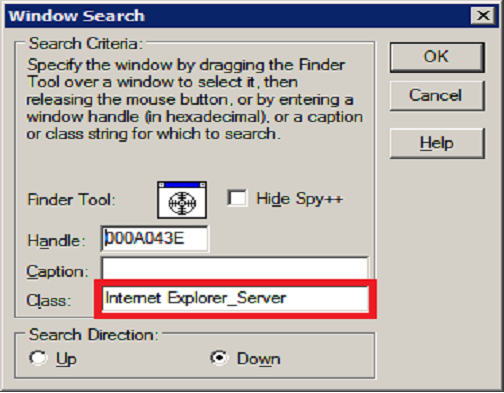 Window Search
Search Criteria:
Specify the window by dragging the Finder
Tool over a window to select it, then
releasing the mouse button, or by entering a
window handle (in hexadecimal), or a caption
or class string for which to search.
Finder Tool:
Hide Spy++
Handle: 000A043E
Caption:
Class: Internet Explorer_Server
Search Direction:
Up
Down
OK
Cancel
Help